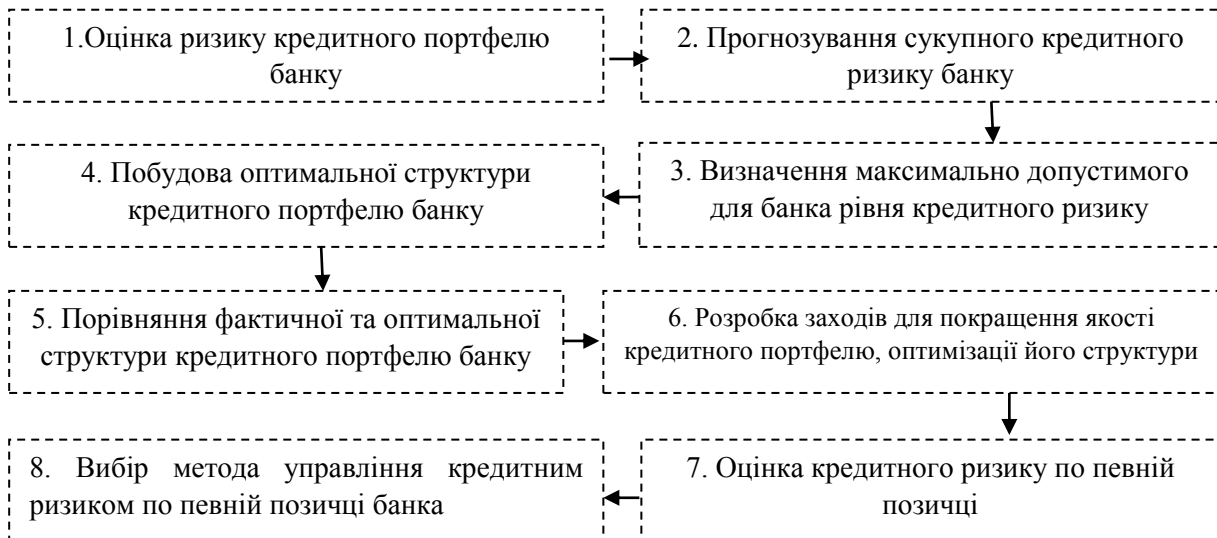 1.Оцінка ризику кредитного портфелю
банку
2. Прогнозування сукупного кредитного
ризику банку
3. Визначення максимально допустимого
для банка рівня кредитного ризику
4. Побудова оптимальної структури
кредитного портфелю банку
5. Порівняння фактичної та оптимальної
структури кредитного портфелю банку
6. Розробка заходів для покращення якості
кредитного портфелю, оптимізації його структури
7. Оцінка кредитного ризику по певній
позичці
8. Вибір метода управління кредитним
ризиком по певній позичці банка